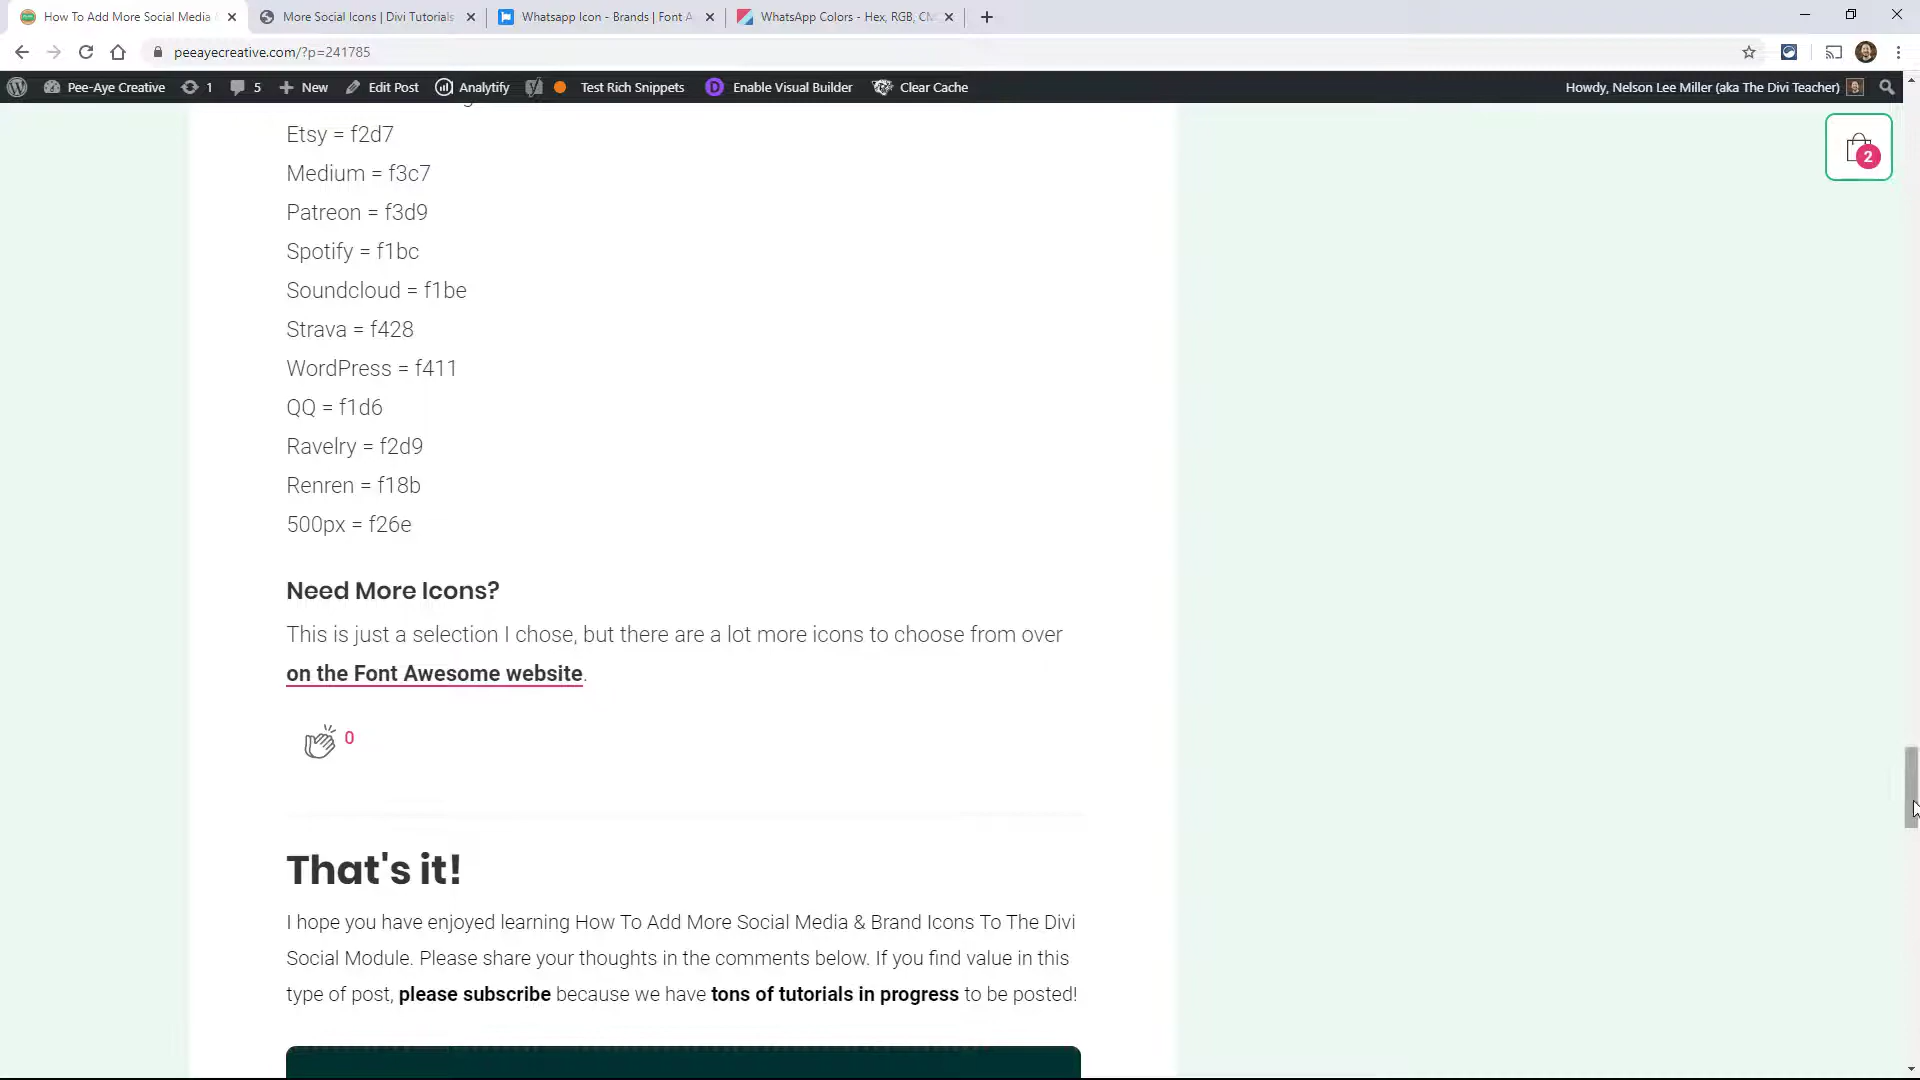 How To Add More Social Media
More Social Icons | Divi Tutorials
Whatsapp Icon - Brands | Font A
WhatsApp Colors - Hex, RGB, CM
peeayecreative.com/?p=241785
Pee-Aye Creative
1
5
New
Edit Post
Analytify
Test Rich Snippets
Enable Visual Builder
Clear Cache
Howdy, Nelson Lee Miller (aka The Divi Teacher)
2
Etsy = f2d7
Medium = f3c7
Patreon = f3d9
Spotify = f1bc
Soundcloud = f1be
Strava = f428
WordPress = f411
QQ = f1d6
Ravelry = f2d9
Renren = f18b
500px = f26e
Need More Icons?
This is just a selection I chose, but there are a lot more icons to choose from over
on the Font Awesome website.
0
That's it!
I hope you have enjoyed learning How To Add More Social Media & Brand Icons To The Divi
Social Module. Please share your thoughts in the comments below. If you find value in this
type of post, please subscribe because we have tons of tutorials in progress to be posted!